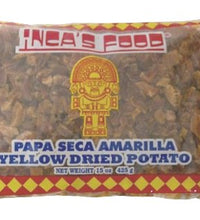 INCA'S FOOD
PAPA SECA AMARILLA
YELLOW DRIED POTATO
NET WEIGHT 15 oz 425 g